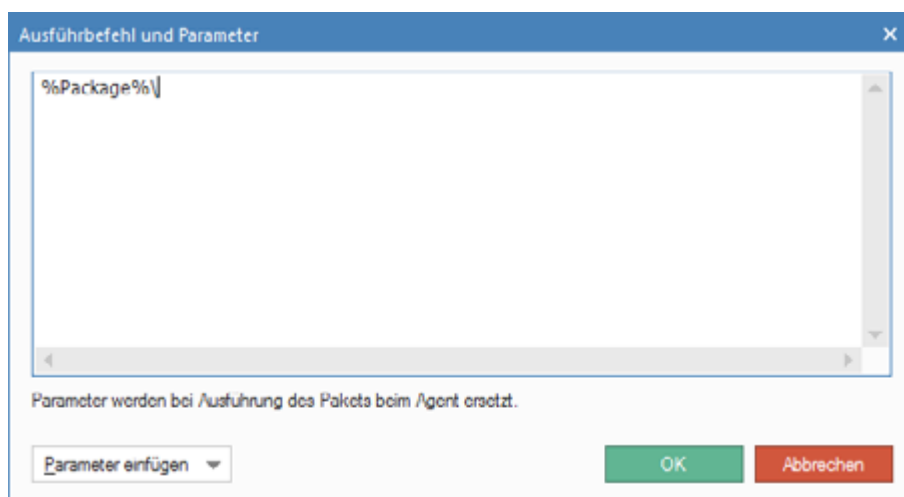 Ausführbefehl und Parameter
%Package%\
Parameter werden bei Ausführung des Pakets beim Agent ersetzt.
Parameter einfügen
OK
Abbrechen